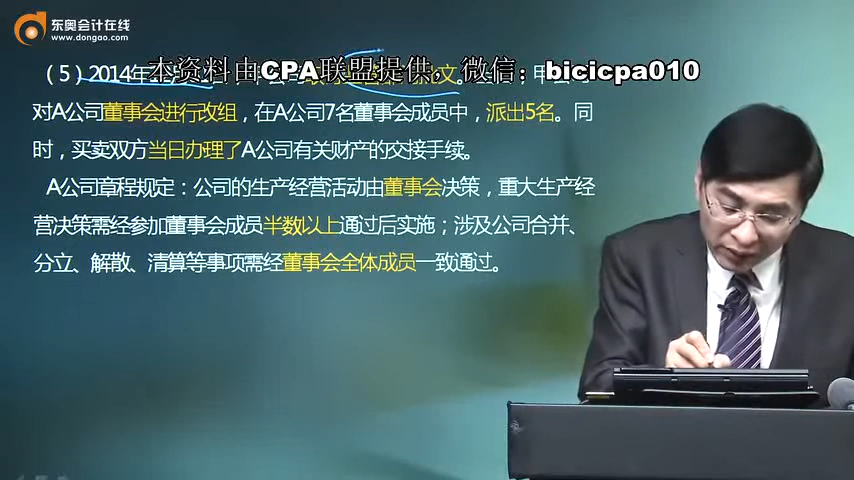 东奥会计在线
www.dongao.com
本资料由CPA联盟提供，微信：bicicpa010
（5）2014年
对A公司董事会进行改组，在A公司7名董事会成员中，派出5名。同
时，买卖双方当日办理了A公司有关财产的交接手续。
A公司章程规定：公司的生产经营活动由董事会决策，重大生产经
营决策需经参加董事会成员半数以上通过后实施；涉及公司合并、
分立、解散、清算等事项需经董事会全体成员一致通过。